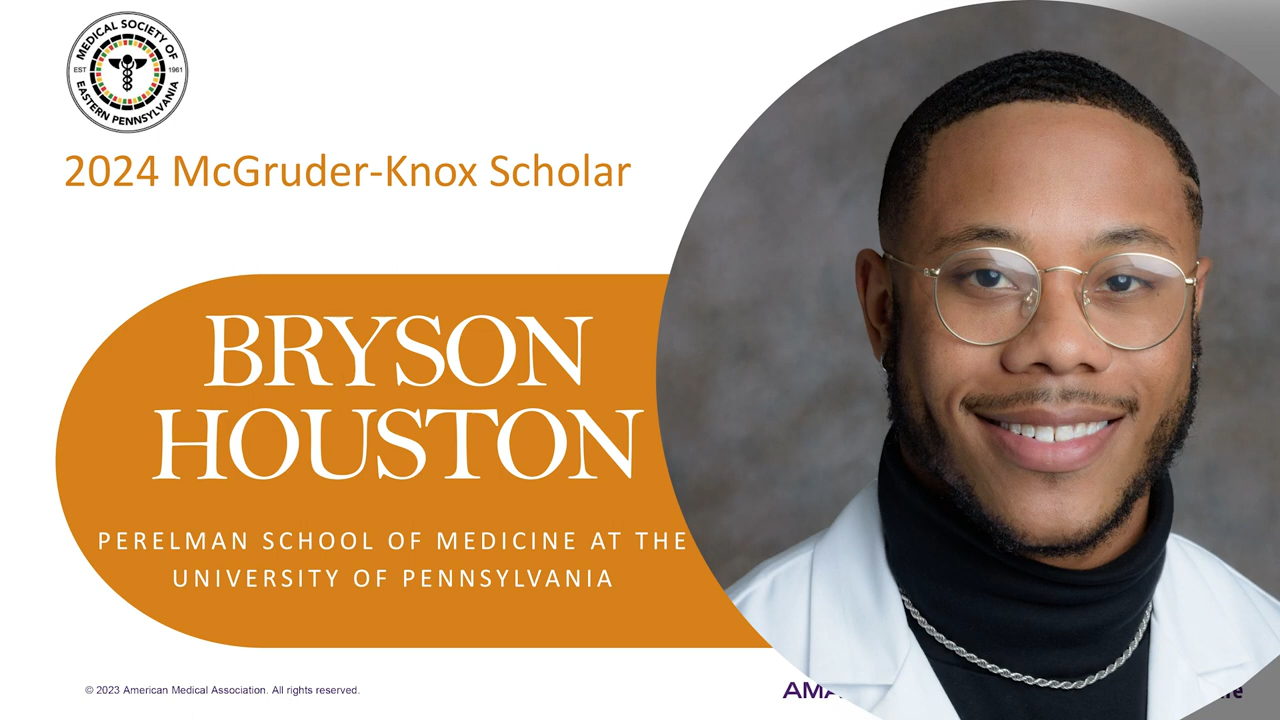 MEDICAL SOCIETY OF
EST 1961
EASTERN PENNSYLVANIA
2024 McGruder-Knox Scholar
BRYSON
HOUSTON
PERELMAN SCHOOL OF MEDICINE AT THE
UNIVERSITY OF PENNSYLVANIA
© 2023 American Medical Association. All rights reserved.